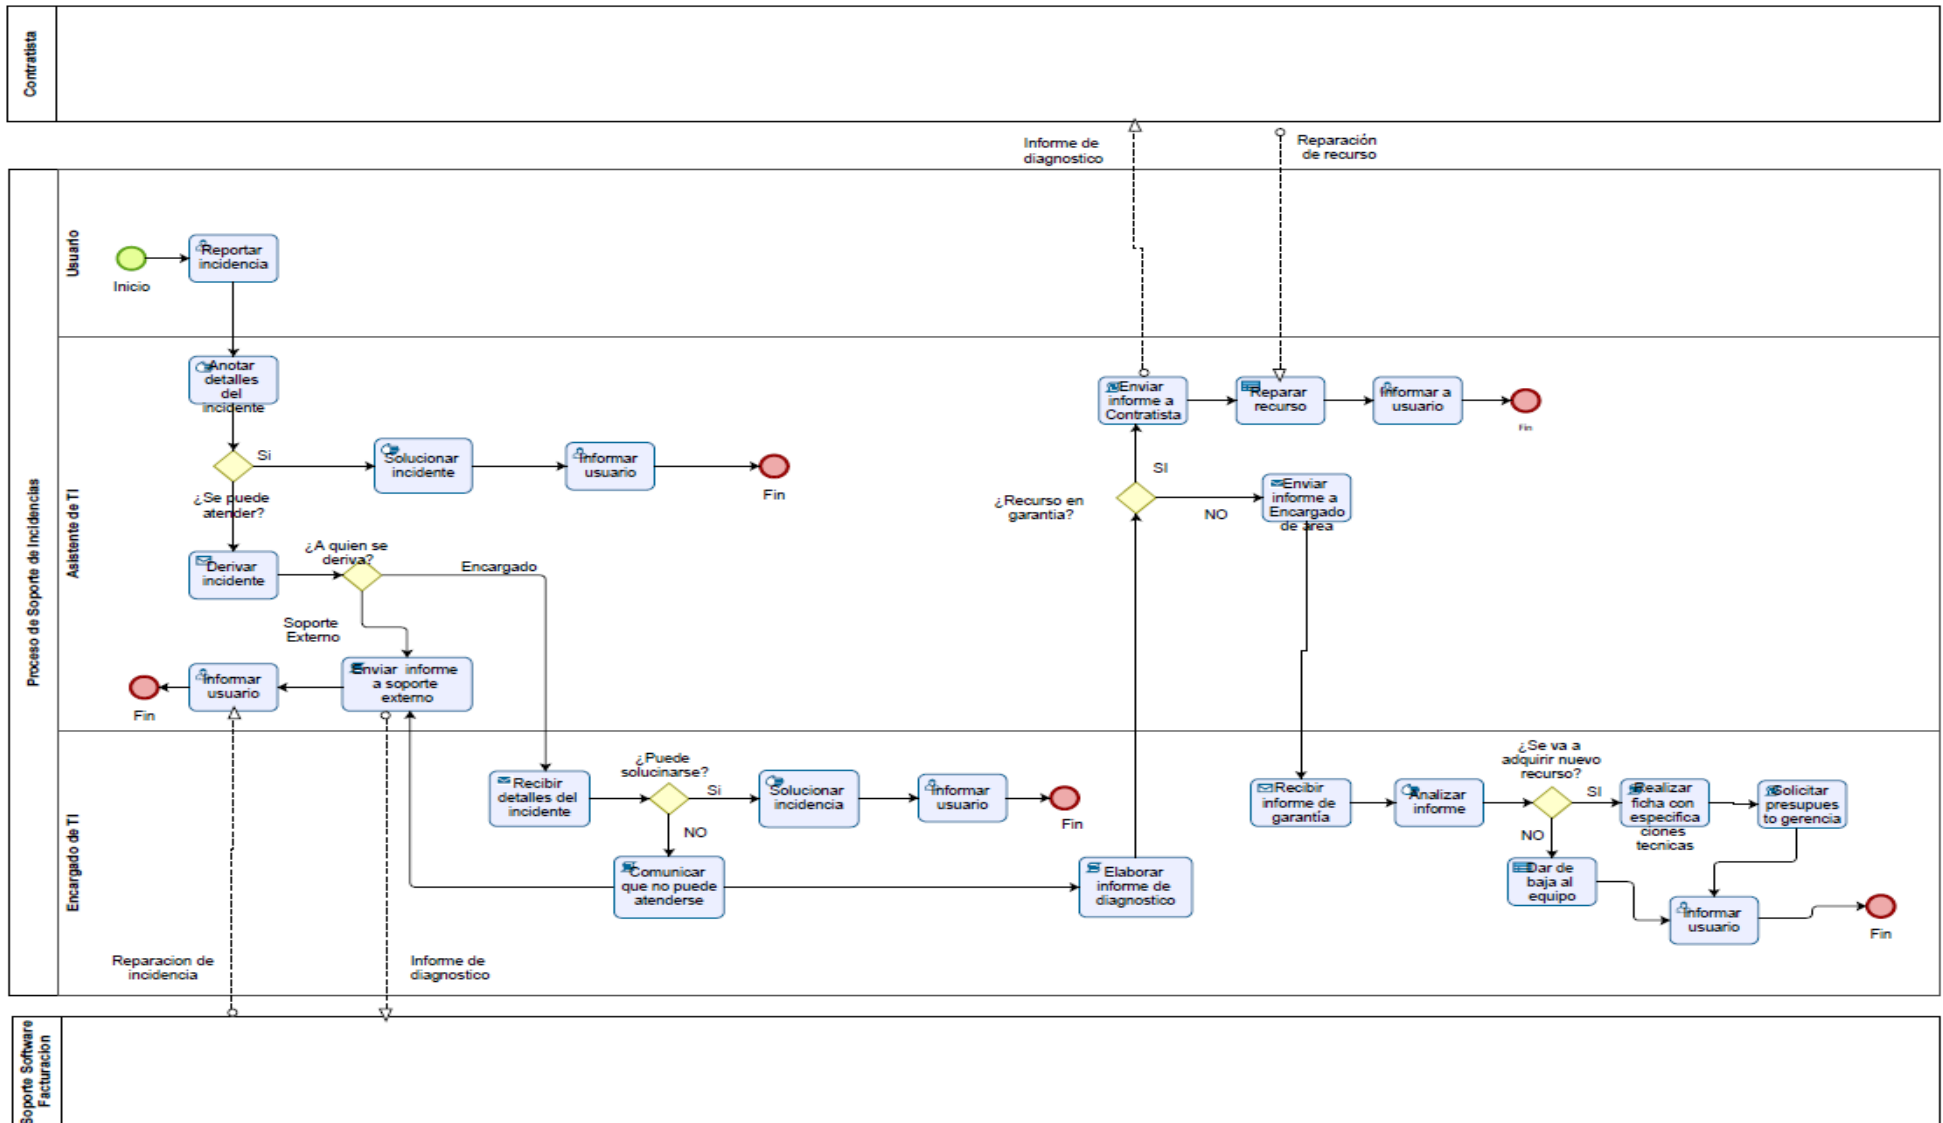 Contratista
Informe de
diagnostico
Reparación
de recurso
Proceso de Soporte de Incidencias
Usuario
Inicio
Reportar
incidencia
Asistente de TI
Anotar
detalles
del
incidente
Si
¿Se puede
atender?
Solucionar
incidente
Informar
usuario
Fin
Derivar
incidente
¿A quien se
deriva?
Encargado
Soporte
Externo
Enviar informe
a soporte
externo
Informar
usuario
Fin
Enviar
informe a
Contratista
Reparar
recurso
Informar a
usuario
Fin
SI
¿Recurso en
garantia?
NO
Enviar
informe a
Encargado
de area
Encargado de TI
Recibir
detalles del
incidente
¿Puede
solucinarse?
Si
NO
Solucionar
incidencia
Informar
usuario
Fin
Comunicar
que no puede
atenderse
Elaborar
informe de
diagnostico
Recibir
informe de
garantía
Analizar
informe
¿Se va a
adquirir nuevo
recurso?
SI
NO
Realizar
ficha con
especifica
ciones
tecnicas
Solicitar
presupues
to gerencia
Dar de
baja al
equipo
Informar
usuario
Fin
Reparacion de
incidencia
Informe de
diagnostico
Soporte Software
Facturacion